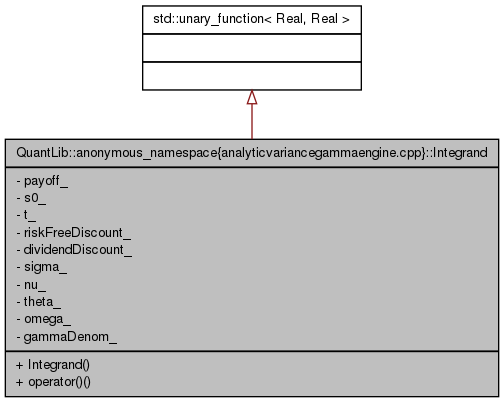 std::unary_function< Real, Real >
QuantLib::anonymous_namespace{analyticvariancegammaengine.cpp}::Integrand
- payoff_
- s0_
- t_
- riskFreeDiscount_
- dividendDiscount_
- sigma_
- nu_
- theta_
- omega_
- gammaDenom_
+ Integrand()
+ operator()()